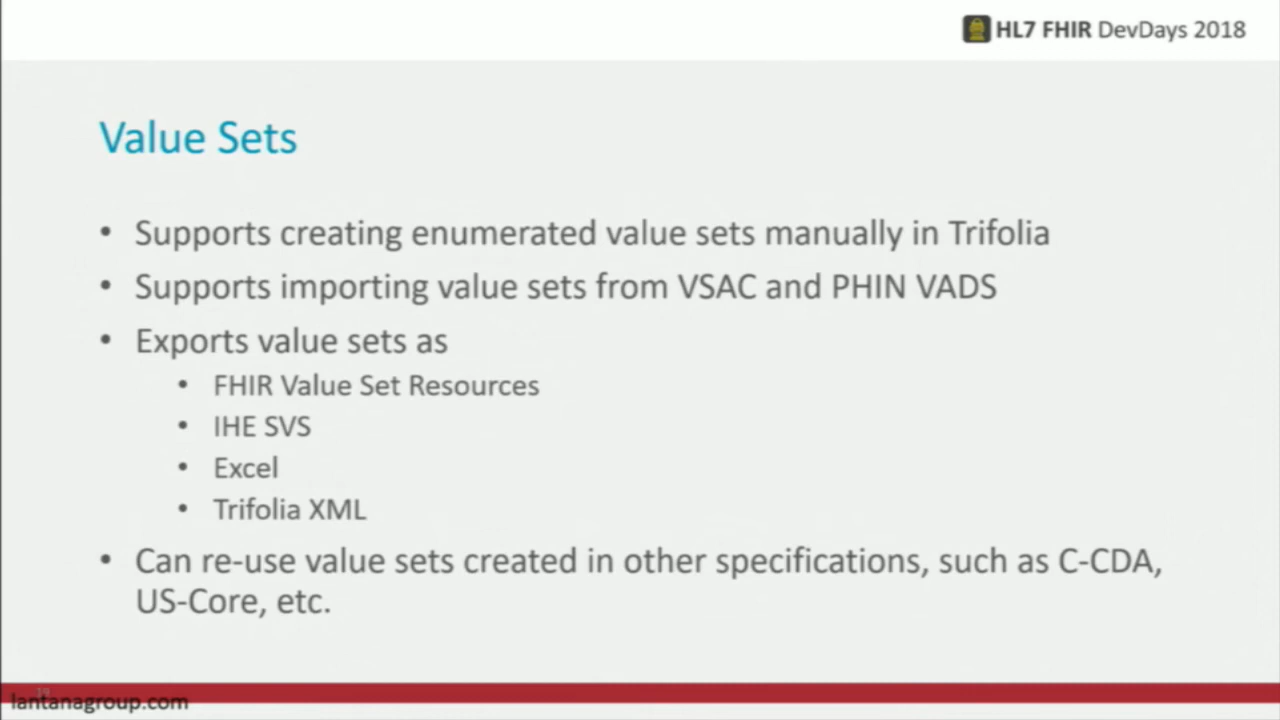 HL7 FHIR DevDays 2018
Value Sets
• Supports creating enumerated value sets manually in Trifolia
• Supports importing value sets from VSAC and PHIN VADS
• Exports value sets as
• FHIR Value Set Resources
• IHE SVS
• Excel
• Trifolia XML
• Can re-use value sets created in other specifications, such as C-CDA,
US-Core, etc.
lantanagroup.com